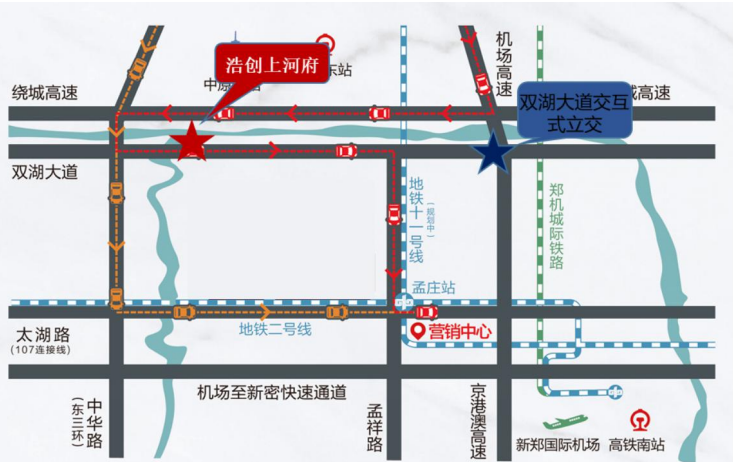 浩创上河府
东站
中原
机场高速
绕城高速
双湖大道交互
式立交
城高速
双湖大道
地铁十一号线
(规划中)
郑机城际铁路
孟庄站
地铁二号线
太湖路
(107连接线)
营销中心
机场至新密快速通道
中华路
(东三环)
孟祥路
京港澳高速
新郑国际机场
高铁南站